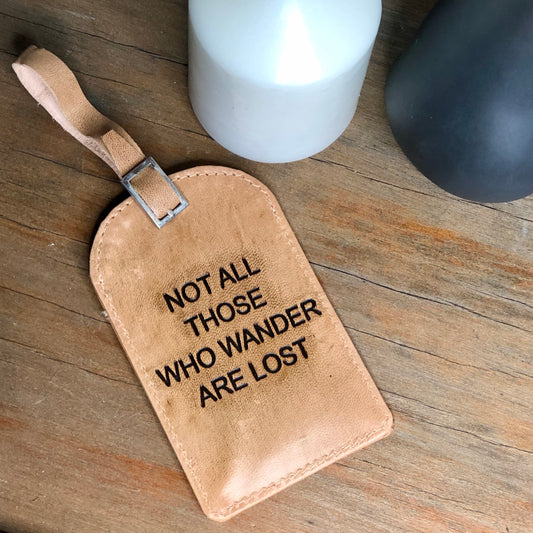 NOT ALL
THOSE
WHO WANDER
ARE LOST